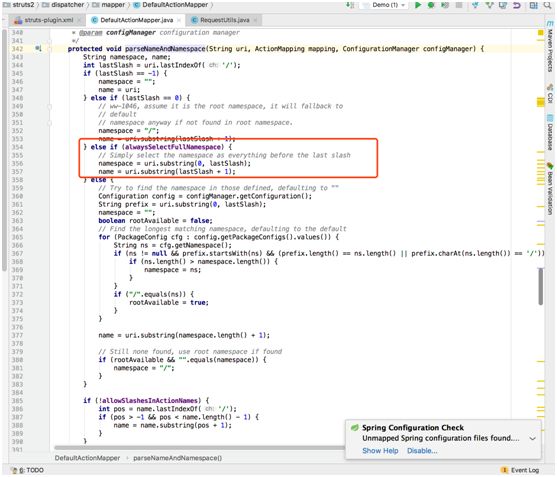 struts2 dispatcher mapper DefaultActionMapper Demo (1)
struts-plugin.xml DefaultActionMapper.java RequestUtils.java
340 * @param configManager configuration manager
341 */
342 protected void parseNameAndNamespace(String uri, ActionMapping mapping, ConfigurationManager configManager) {
343 String namespace, name;
344 int lastSlash = uri.lastIndexOf( ch: '/');
345 if (lastSlash == -1) {
346 namespace = "";
347 name = uri;
348 } else if (lastSlash == 0) {
349 // ww-1046, assume it is the root namespace, it will fallback to
350 // default
351 // namespace anyway if not found in root namespace.
352 namespace = "/";
353 name = uri.substring(lastSlash + 1);
354 } else if (alwaysSelectFullNamespace) {
355 // Simply select the namespace as everything before the last slash
356 namespace = uri.substring(0, lastSlash);
357 name = uri.substring(lastSlash + 1);
358 } else {
359 // Try to find the namespace in those defined, defaulting to ""
360 Configuration config = configManager.getConfiguration();
361 String prefix = uri.substring(0, lastSlash);
362 namespace = "";
363 boolean rootAvailable = false;
364 // Find the longest matching namespace, defaulting to the default
365 for (PackageConfig cfg : config.getPackageConfigs().values()) {
366 String ns = cfg.getNamespace();
367 if (ns != null && prefix.startsWith(ns) && (prefix.length() == ns.length() || prefix.charAt(ns.length()) == '/'))
368 if (ns.length() > namespace.length()) {
369 namespace = ns;
370 }
371 }
372 if ("/".equals(ns)) {
373 rootAvailable = true;
374 }
375 }
376
377 name = uri.substring(namespace.length() + 1);
378
379 // Still none found, use root namespace if found
380 if (rootAvailable && "".equals(namespace)) {
381 namespace = "/";
382 }
383 }
384
385 if (!allowSlashesInActionNames) {
386 int pos = name.lastIndexOf( ch: '/');
387 if (pos > -1 && pos < name.length() - 1) {
388 name = name.substring(pos + 1);
389 }
390 }
391
Maven Projects
CDI
Database
Bean Validation
Spring Configuration Check
Unmapped Spring configuration files found....
Show Help Disable...
DefaultActionMapper parseNameAndNamespace()
6: TODO
1 Event Log